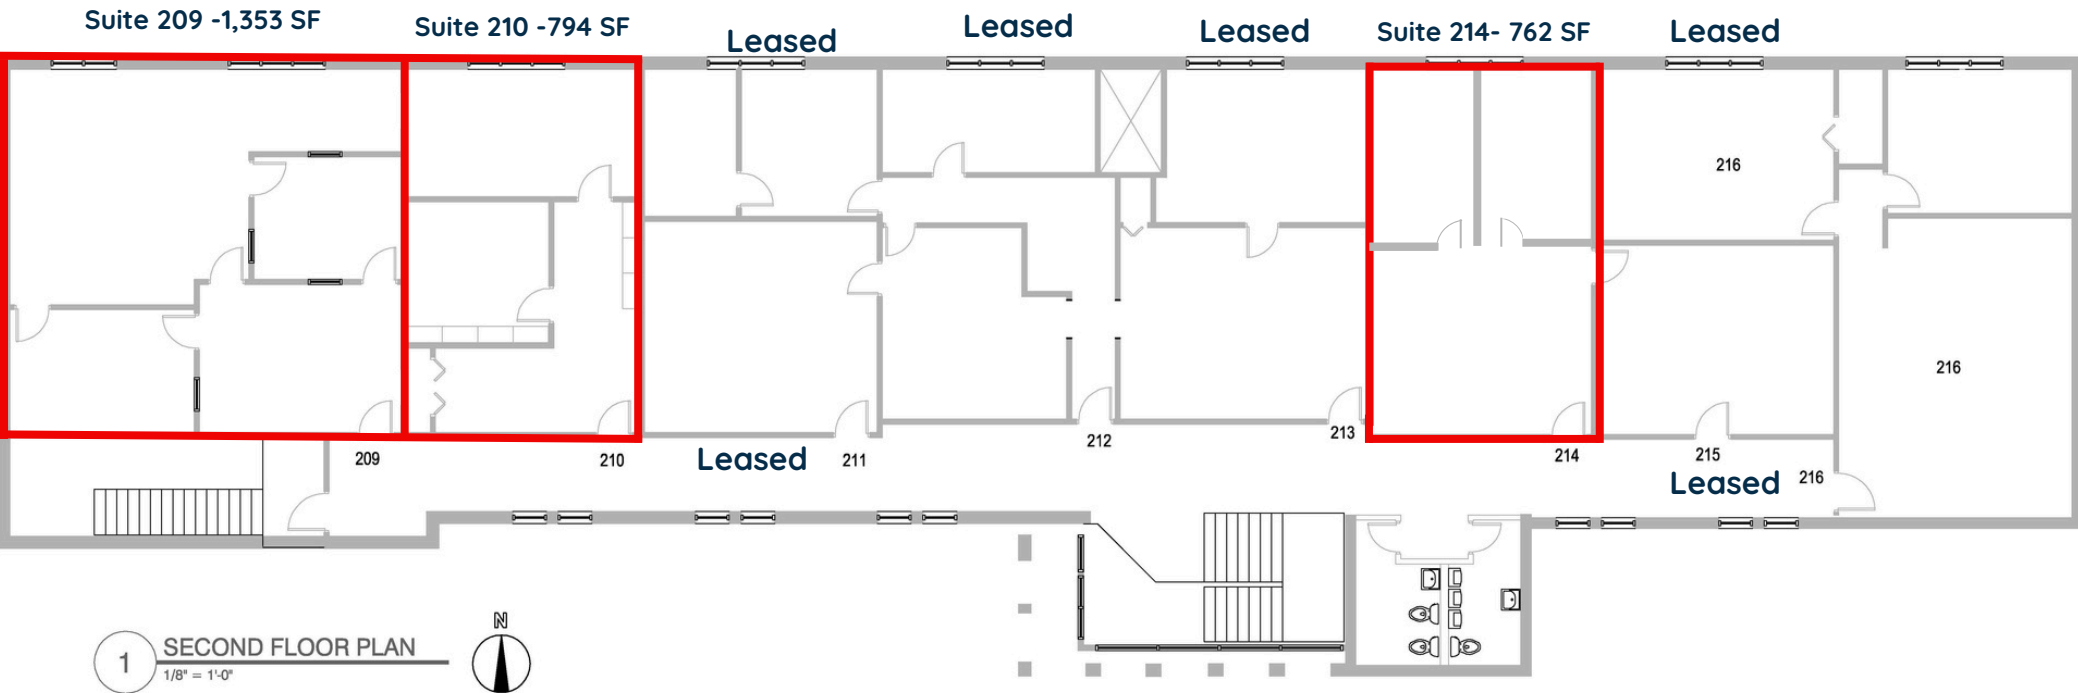 Suite 209 -1,353 SF
Suite 210 -794 SF
Leased
Leased
Leased
Suite 214- 762 SF
Leased
216
216
209
210
Leased
211
212
213
214
215
216
Leased
N
1
SECOND FLOOR PLAN
1/8" = 1'-0"